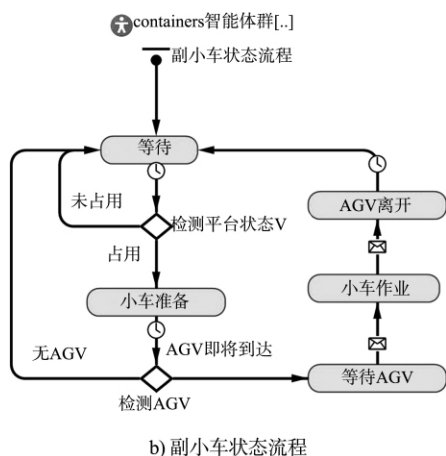 containers智能体群[..]
副小车状态流程
等待
未占用
检测平台状态V
占用
小车准备
无AGV
AGV即将到达
检测AGV
AGV离开
小车作业
等待AGV
b) 副小车状态流程